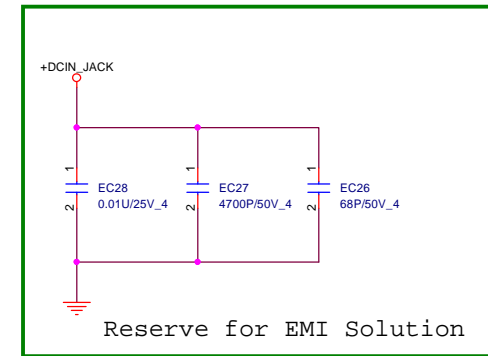 +DCIN_JACK
1 1 1
EC28 EC27 EC26
2 0.01U/25V_4 2 4700P/50V_4 2 68P/50V_4
Reserve for EMI Solution